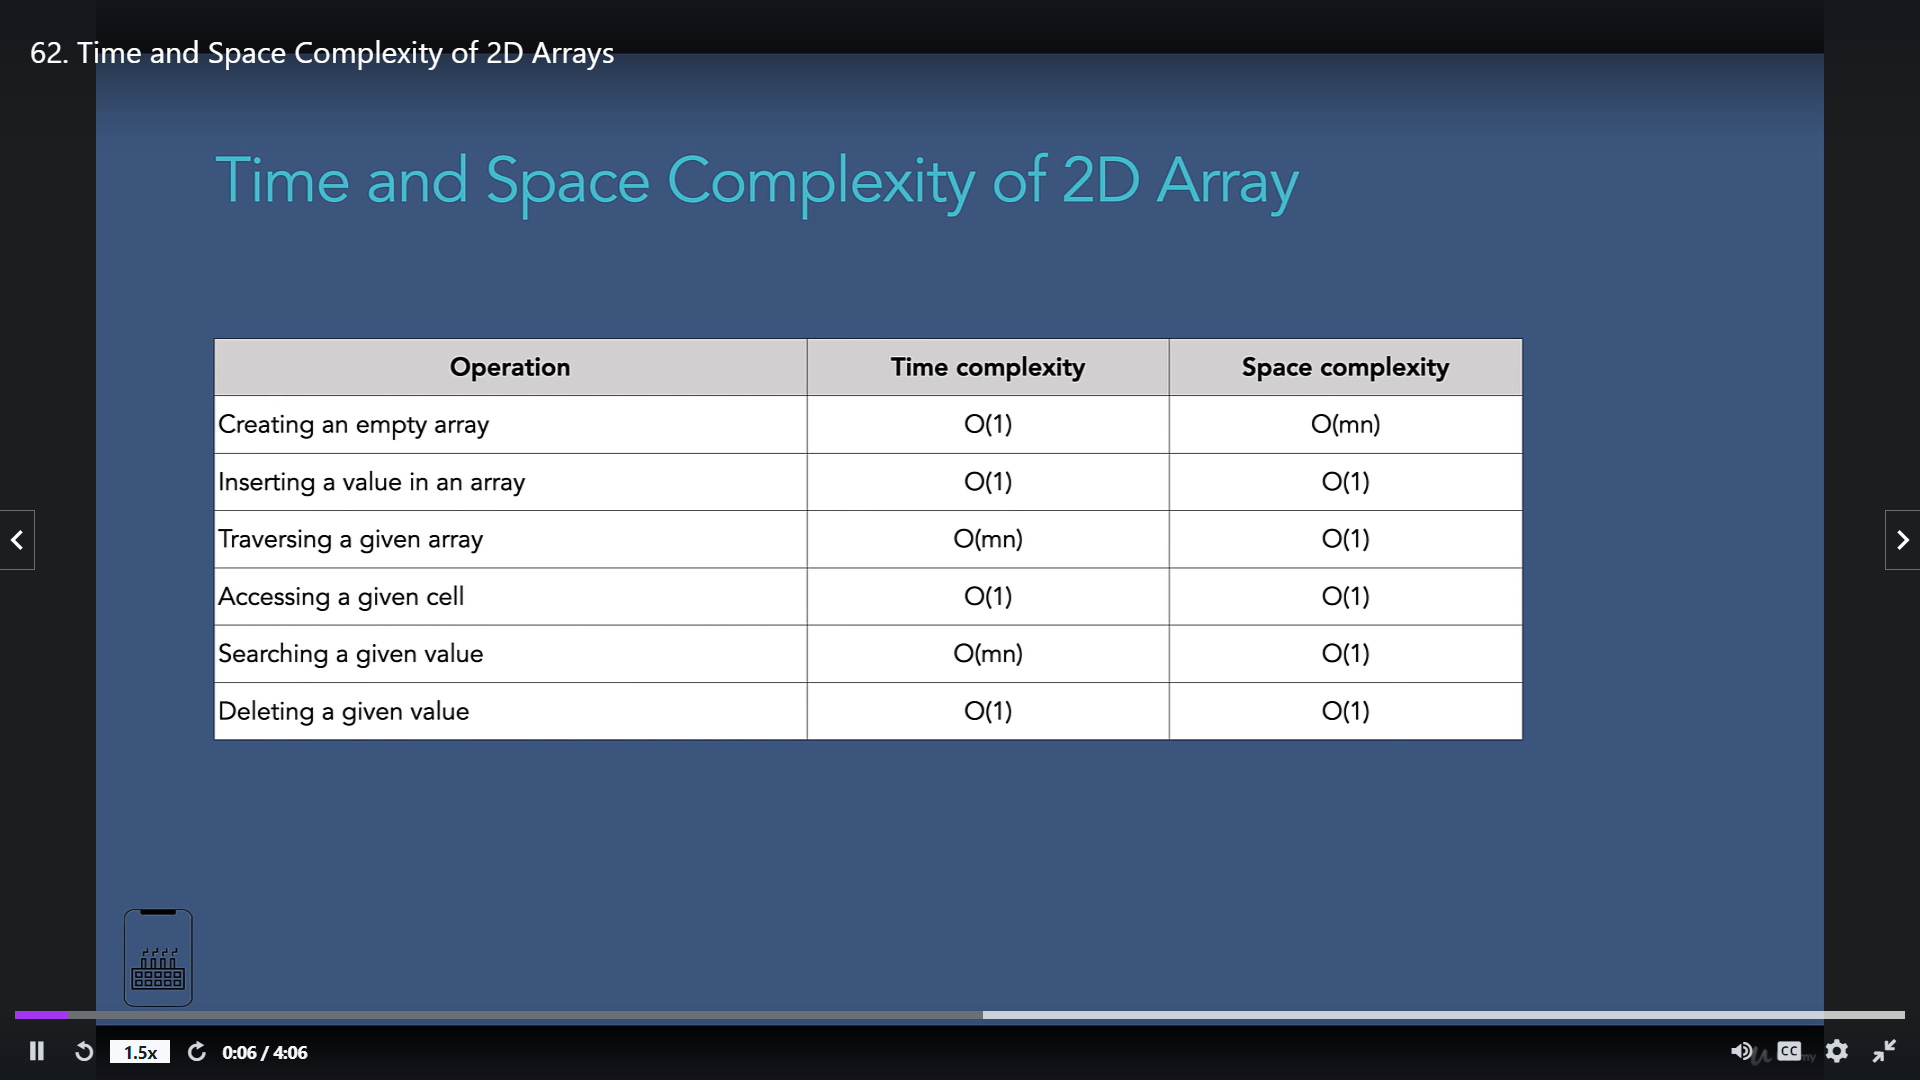 62. Time and Space Complexity of 2D Arrays
Time and Space Complexity of 2D Array
Operation Time complexity Space complexity
Creating an empty array O(1) O(mn)
Inserting a value in an array O(1) O(1)
Traversing a given array O(mn) O(1)
Accessing a given cell O(1) O(1)
Searching a given value O(mn) O(1)
Deleting a given value O(1) O(1)
1.5x 0:06 / 4:06 CC